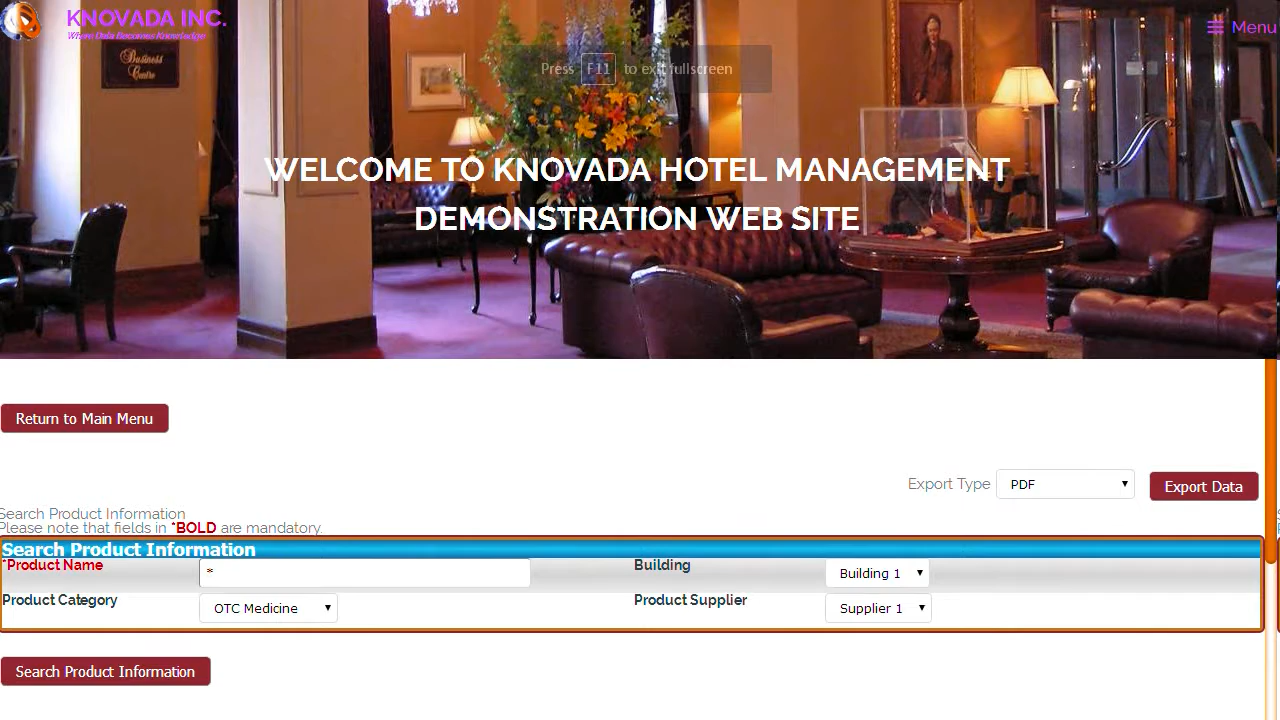 KNOVADA INC.
Where Data Becomes Knowledge
Menu
Business
Centre
Press F11 to exit fullscreen
WELCOME TO KNOVADA HOTEL MANAGEMENT
DEMONSTRATION WEB SITE
Return to Main Menu
Export Type PDF Export Data
Search Product Information
Please note that fields in *BOLD are mandatory.
Search Product Information
*Product Name * Building Building 1
Product Category OTC Medicine Product Supplier Supplier 1
Search Product Information